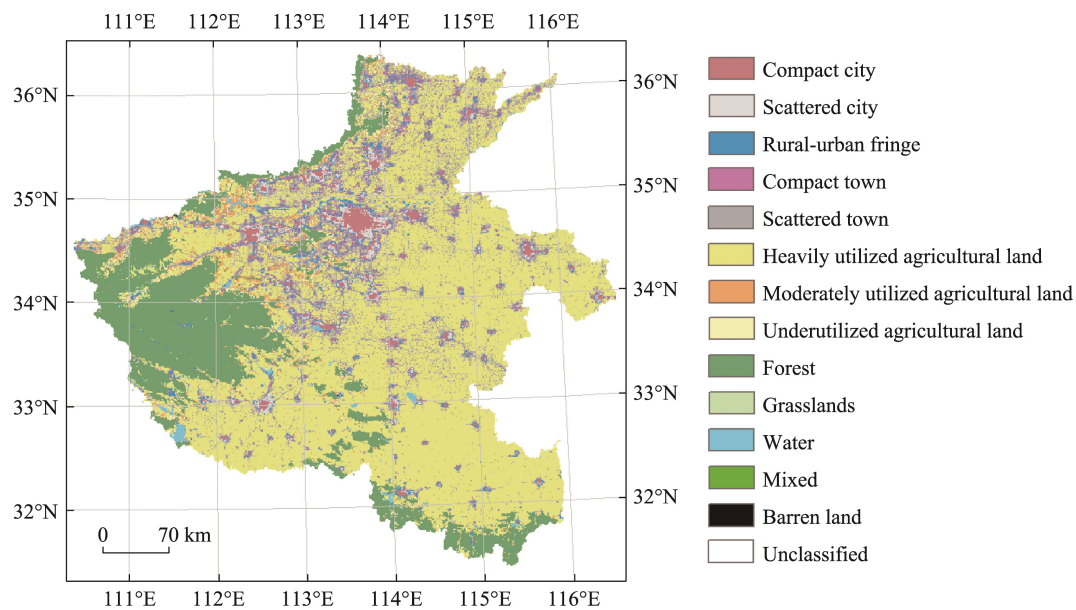 111°E 112°E 113°E 114°E 115°E 116°E
36°N 36°N
35°N 35°N
34°N 34°N
33°N 33°N
32°N 32°N
0 70 km
111°E 112°E 113°E 114°E 115°E 116°E
Compact city
Scattered city
Rural-urban fringe
Compact town
Scattered town
Heavily utilized agricultural land
Moderately utilized agricultural land
Underutilized agricultural land
Forest
Grasslands
Water
Mixed
Barren land
Unclassified